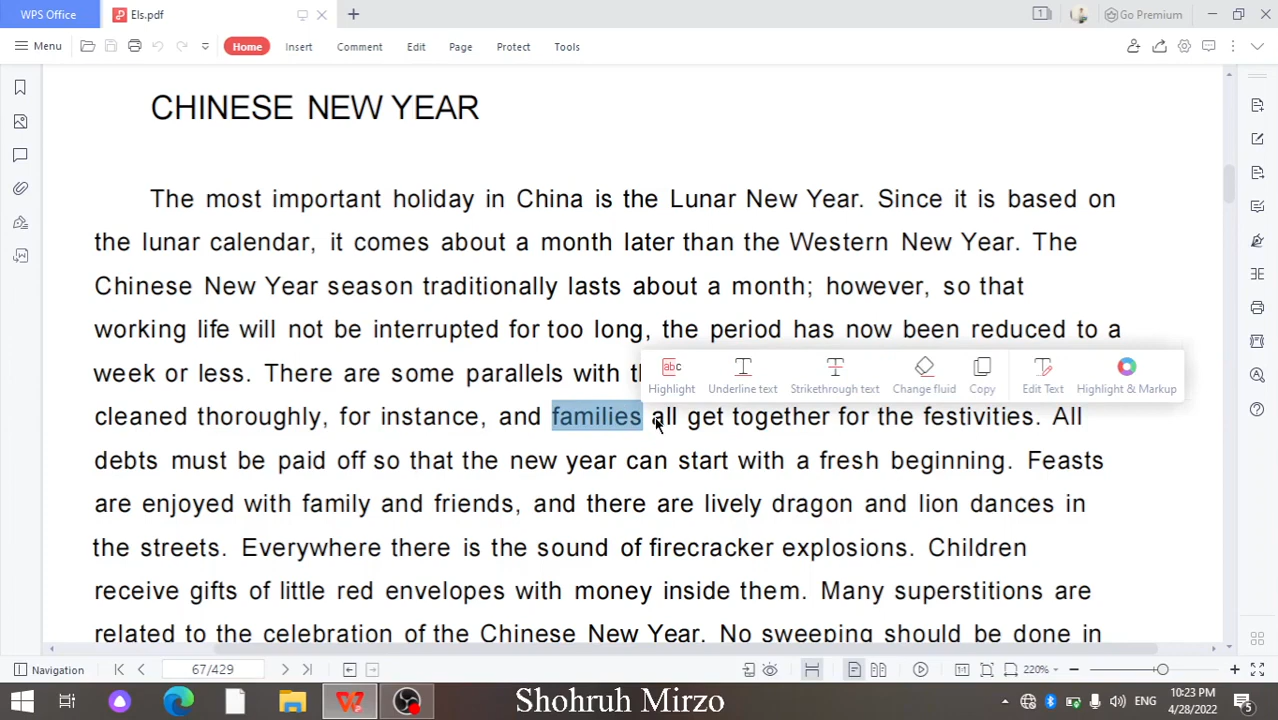 WPS Office
Els.pdf
Go Premium
Menu
Home
Insert
Comment
Edit
Page
Protect
Tools
CHINESE NEW YEAR
The most important holiday in China is the Lunar New Year. Since it is based on
the lunar calendar, it comes about a month later than the Western New Year. The
Chinese New Year season traditionally lasts about a month; however, so that
working life will not be interrupted for too long, the period has now been reduced to a
week or less. There are some parallels with
Highlight
Underline text
Strikethrough text
Change fluid
Copy
Edit Text
Highlight & Markup
cleaned thoroughly, for instance, and families all get together for the festivities. All
debts must be paid off so that the new year can start with a fresh beginning. Feasts
are enjoyed with family and friends, and there are lively dragon and lion dances in
the streets. Everywhere there is the sound of firecracker explosions. Children
receive gifts of little red envelopes with money inside them. Many superstitions are
related to the celebration of the Chinese New Year. No sweeping should be done in
Navigation
67/429
220%
Shohruh Mirzo
ENG
10:23 PM
4/28/2022
5